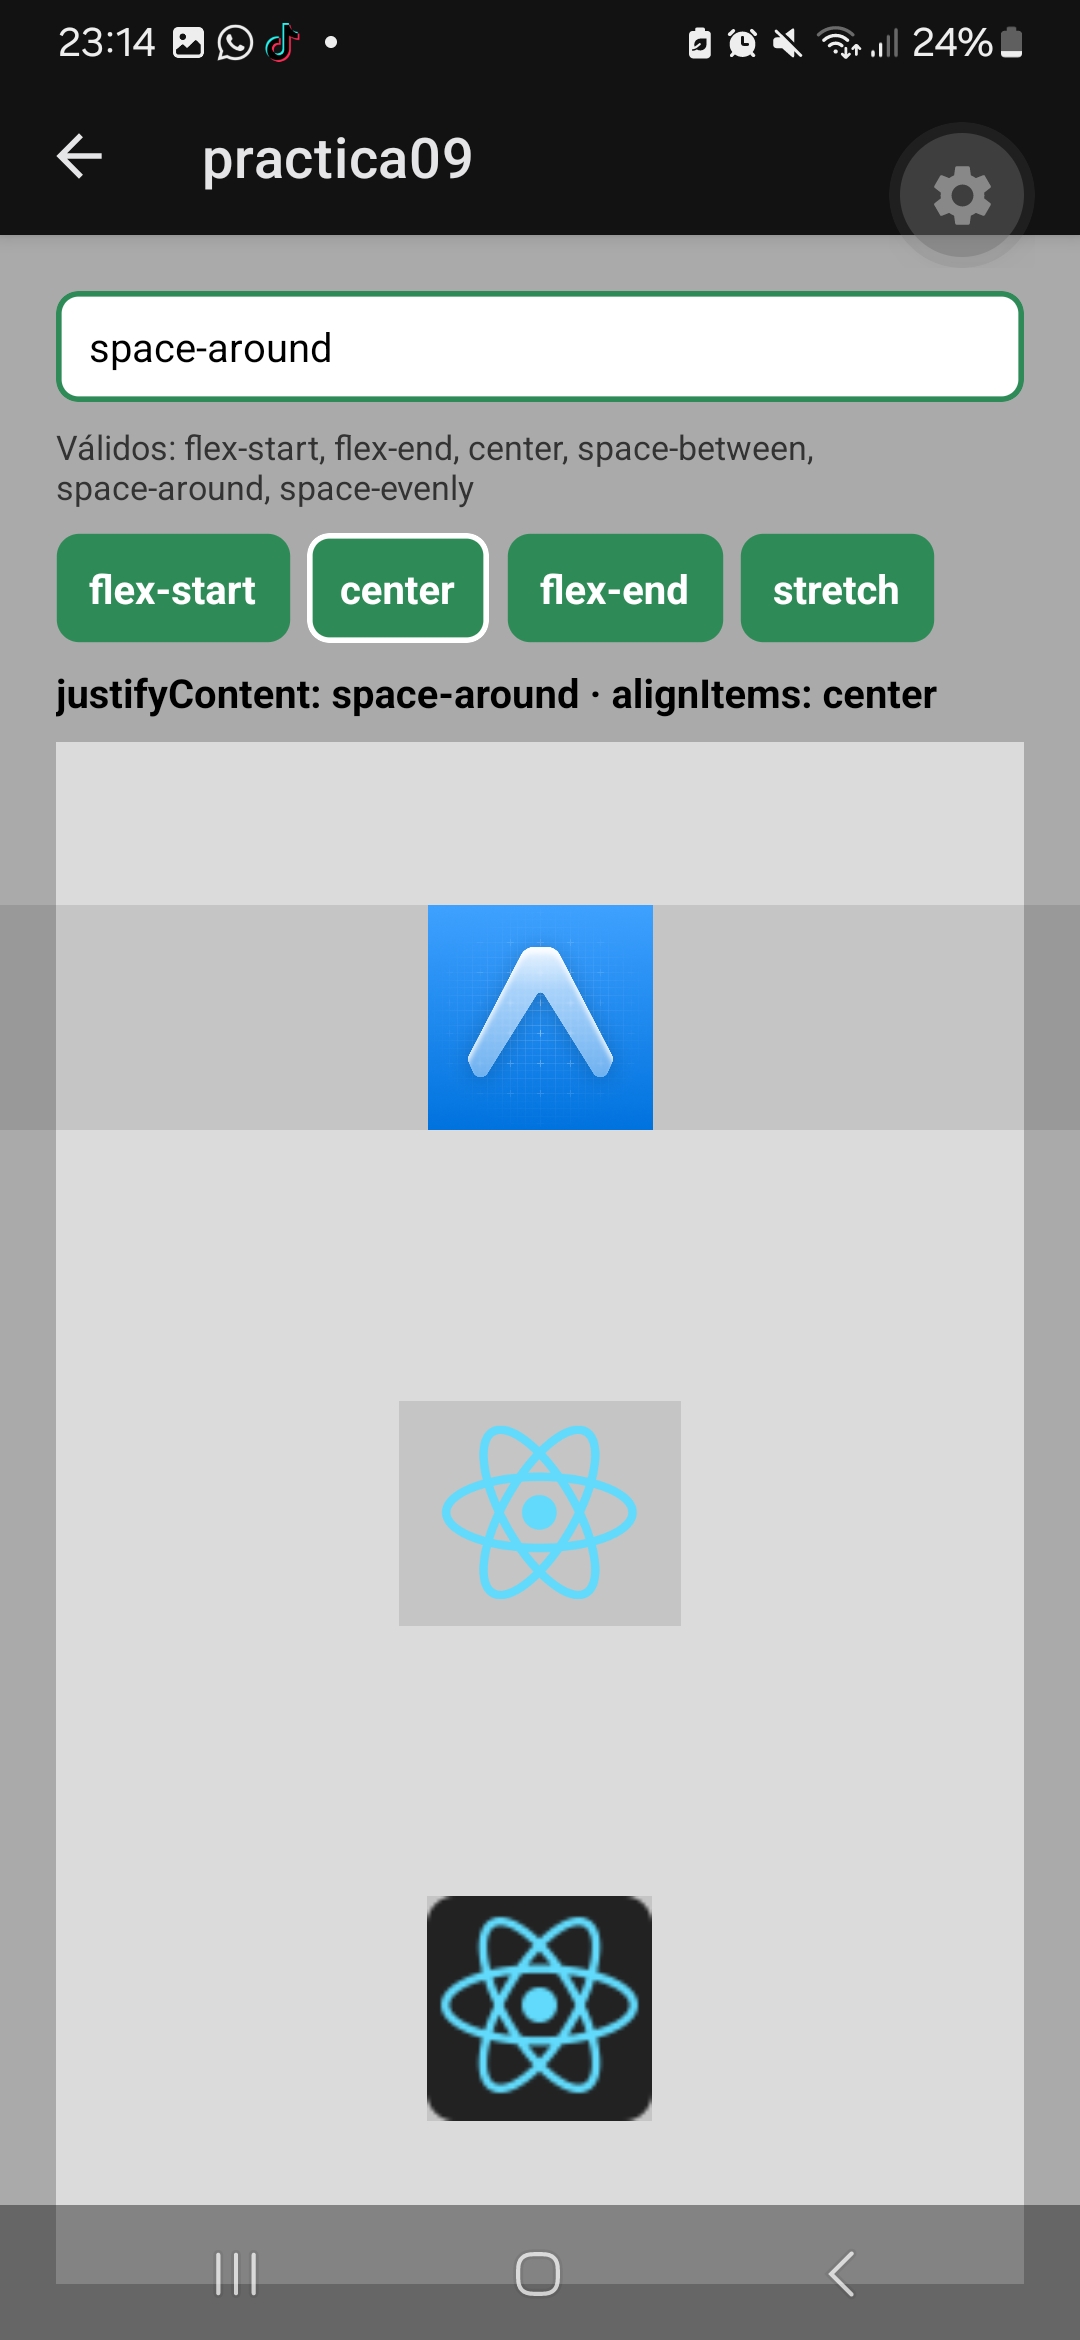 23:14
24%
practica09
space-around
Válidos: flex-start, flex-end, center, space-between,
space-around, space-evenly
flex-start center flex-end stretch
justifyContent: space-around · alignItems: center